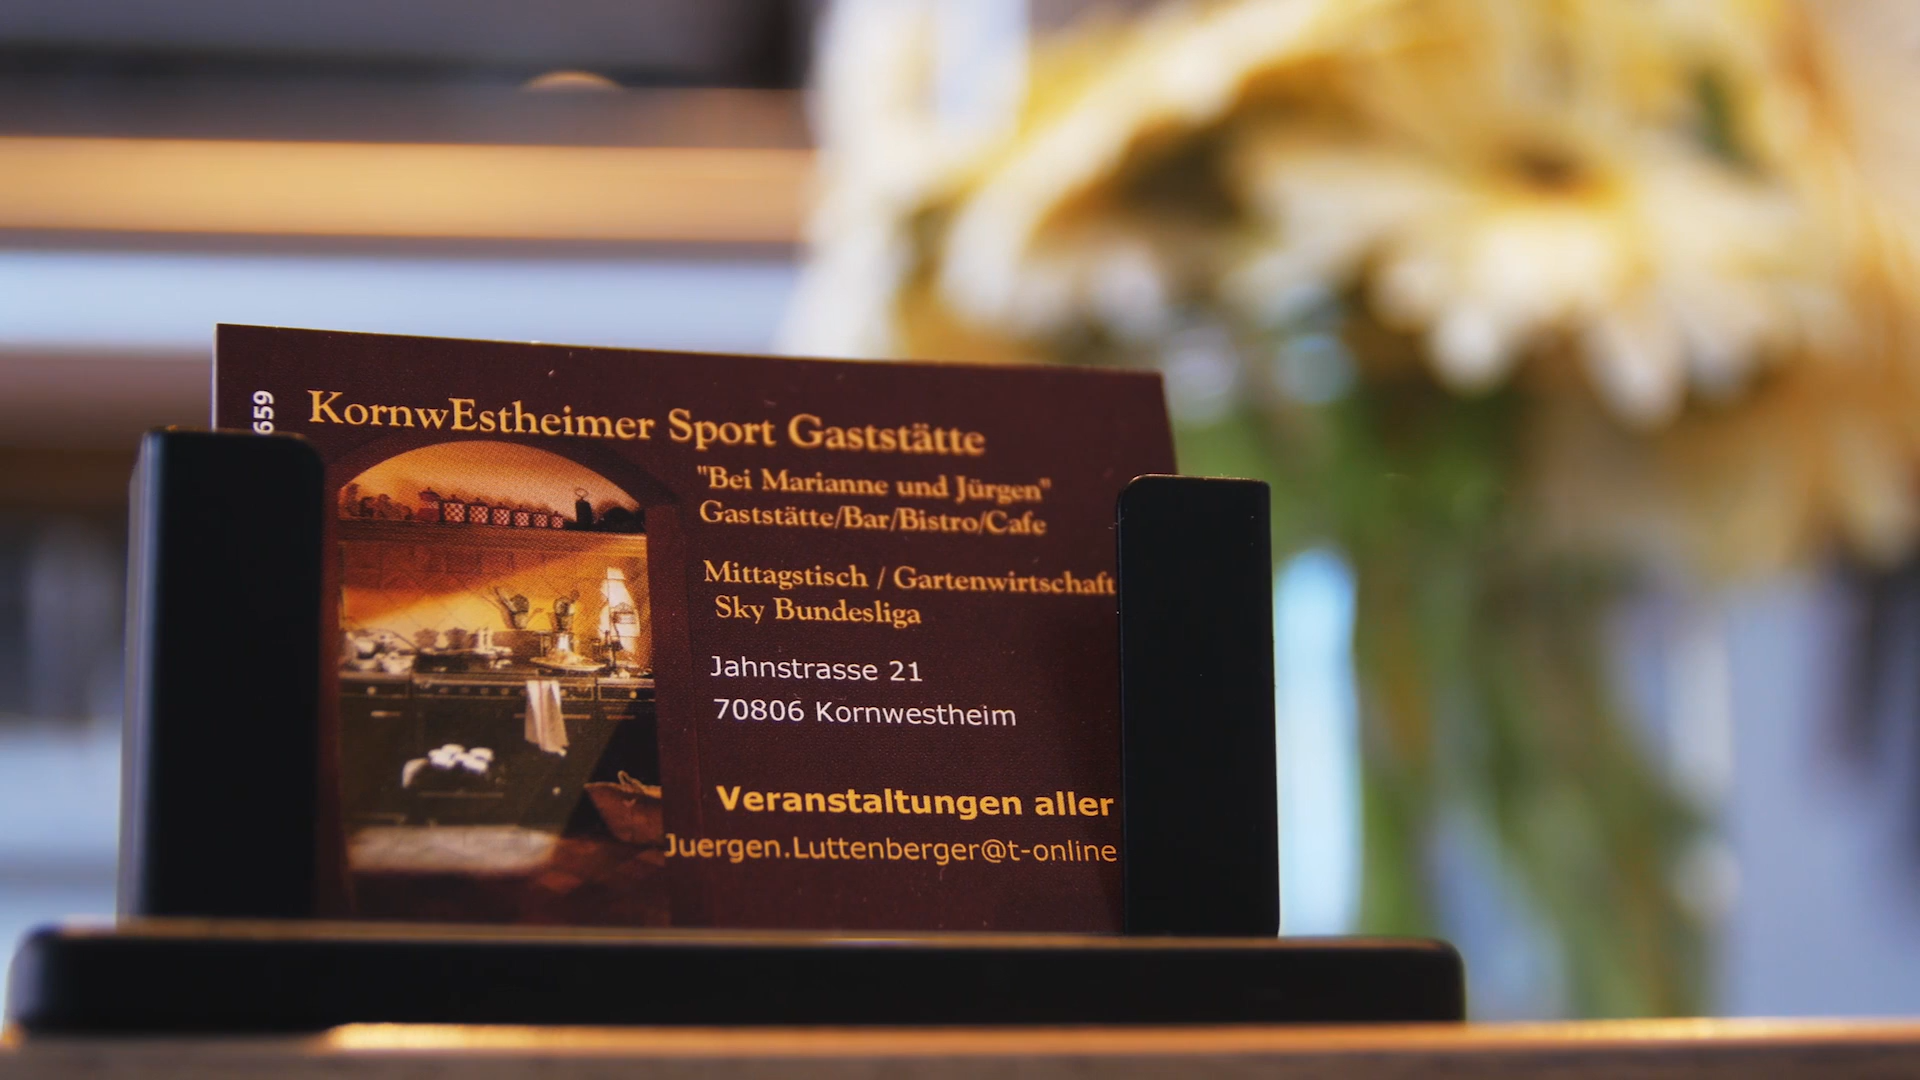 659
KornwEstheimer Sport Gaststätte
"Bei Marianne und Jürgen"
Gaststätte/Bar/Bistro/Cafe
Mittagstisch / Gartenwirtschaft
Sky Bundesliga
Jahnstrasse 21
70806 Kornwestheim
Veranstaltungen aller
Juergen.Luttenberger@t-online